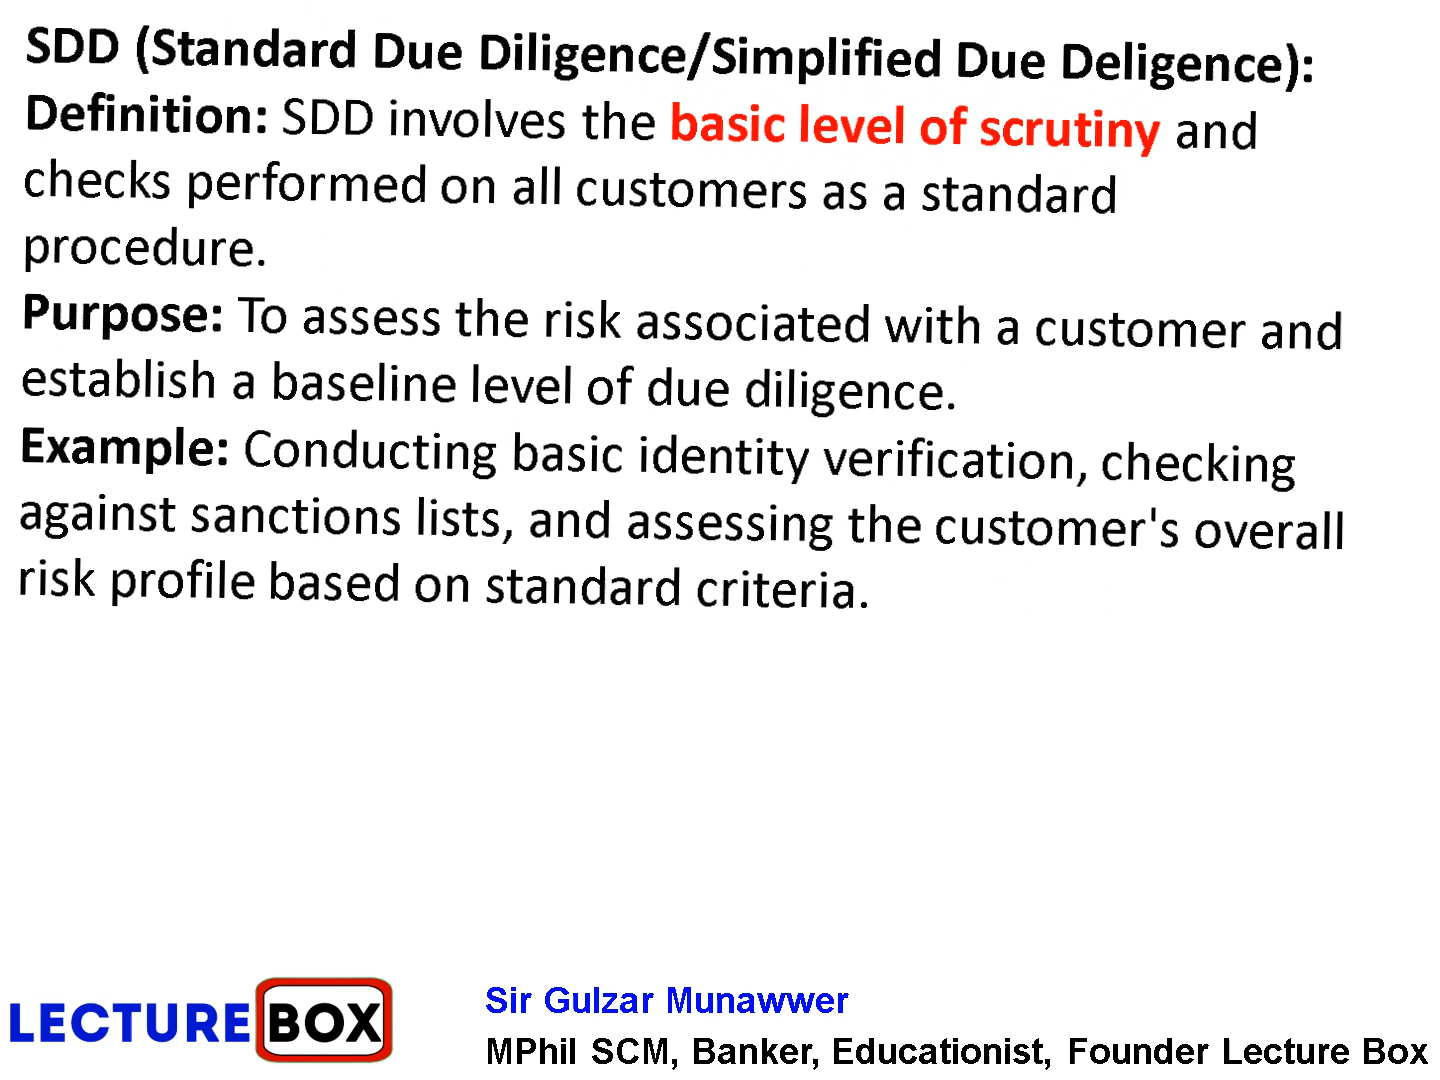 SDD (Standard Due Diligence/Simplified Due Deligence):
Definition: SDD involves the basic level of scrutiny and
checks performed on all customers as a standard
procedure.
Purpose: To assess the risk associated with a customer and
establish a baseline level of due diligence.
Example: Conducting basic identity verification, checking
against sanctions lists, and assessing the customer's overall
risk profile based on standard criteria.
LECTURE BOX
Sir Gulzar Munawwer
MPhil SCM, Banker, Educationist, Founder Lecture Box